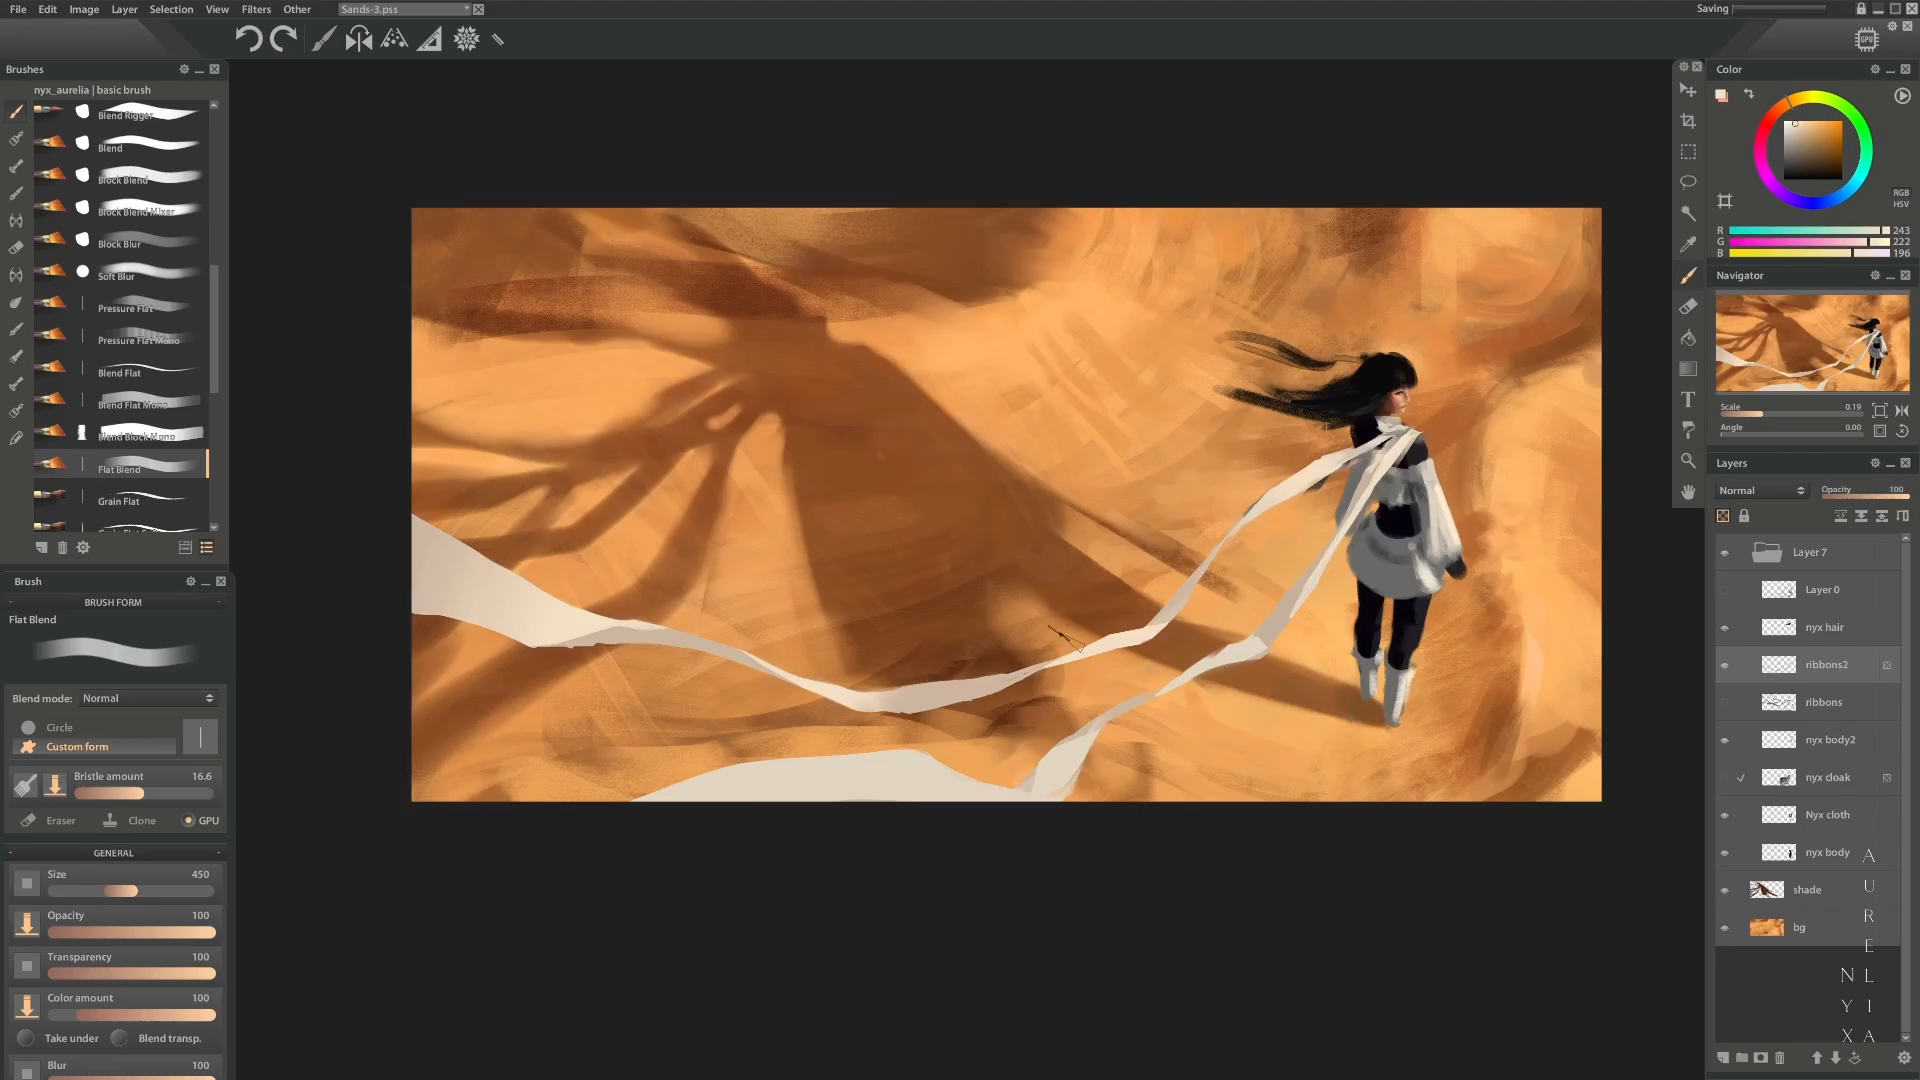 File Edit Image Layer Selection View Filters Other Sands-3.pss * Saving
GPU
Brushes
nyx_aurelia | basic brush
Blend Rigger
Blend
Block Blend
Block Blend Mixer
Block Blur
Soft Blur
Pressure Flat
Pressure Flat Mono
Blend Flat
Blend Flat Mono
Blend Block Mono
Flat Blend
Grain Flat
Brush
BRUSH FORM
Flat Blend
Blend mode: Normal
Circle
Custom form
Bristle amount 16.6
Eraser Clone GPU
GENERAL
Size 450
Opacity 100
Transparency 100
Color amount 100
Take under Blend transp.
Blur 100
T
Color
RGB
HSV
R 243
G 222
B 196
Navigator
Scale 0.19
Angle 0.00
Layers
Normal Opacity 100
Layer 7
Layer 0
nyx hair
ribbons2
ribbons
nyx body2
nyx cloak
Nyx cloth
nyx body
shade
bg
NYX
AURELIA